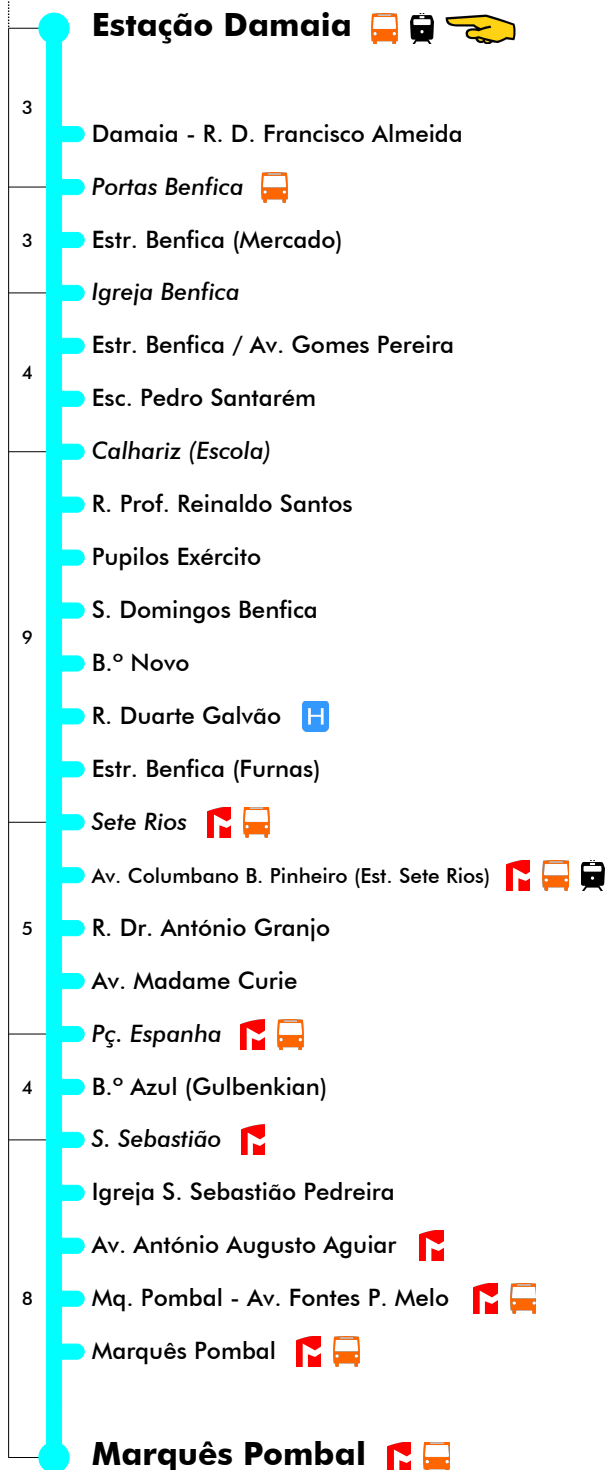 Estação Damaia
3
Damaia - R. D. Francisco Almeida
Portas Benfica
3
Estr. Benfica (Mercado)
Igreja Benfica
Estr. Benfica / Av. Gomes Pereira
4
Esc. Pedro Santarém
Calhariz (Escola)
R. Prof. Reinaldo Santos
Pupilos Exército
S. Domingos Benfica
9
B.º Novo
R. Duarte Galvão H
Estr. Benfica (Furnas)
Sete Rios
Av. Columbano B. Pinheiro (Est. Sete Rios)
5
R. Dr. António Granjo
Av. Madame Curie
Pç. Espanha
4
B.º Azul (Gulbenkian)
S. Sebastião
Igreja S. Sebastião Pedreira
Av. António Augusto Aguiar
8
Mq. Pombal - Av. Fontes P. Melo
Marquês Pombal
Marquês Pombal